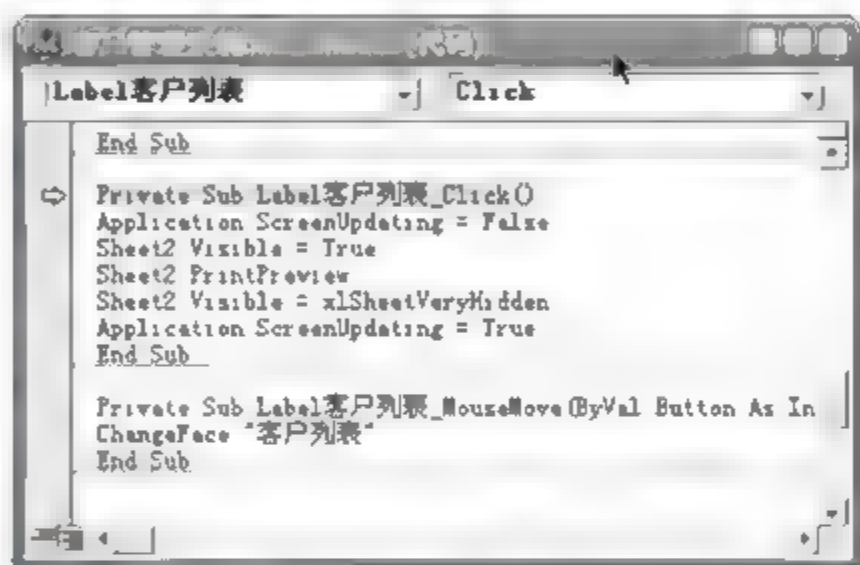 Label客户列表
Click
End Sub
Private Sub Label客户列表_Click()
Application ScreenUpdating = False
Sheet2 Visible = True
Sheet2 PrintPreview
Sheet2 Visible = xlSheetVeryHidden
Application ScreenUpdating = True
End Sub
Private Sub Label客户列表_MouseMove(ByVal Button As In
ChangeFace "客户列表"
End Sub